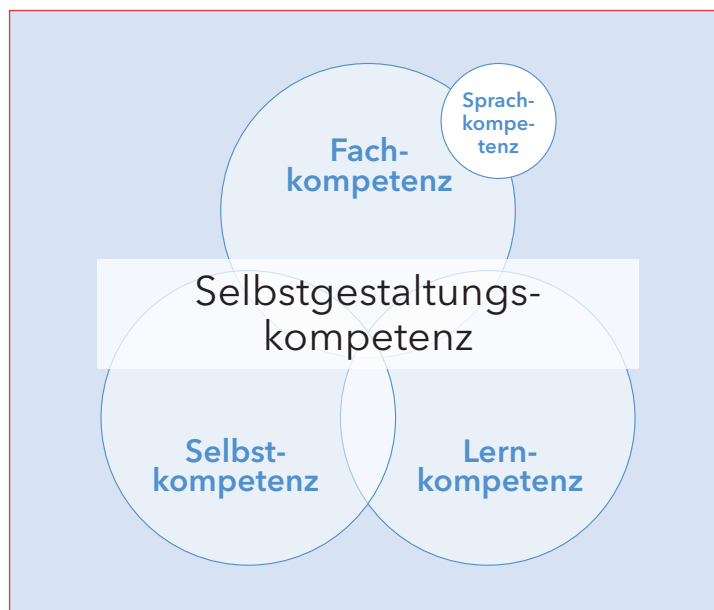 Sprach-
kompe-
tenz
Fach-
kompetenz
Selbstgestaltungs-
kompetenz
Selbst-
kompetenz
Lern-
kompetenz